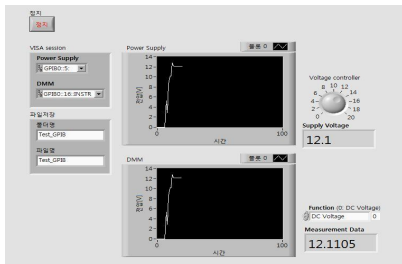 정지
정지
VISA session
Power Supply
GPIB0::5:
DMM
GPIB0::16::INSTR
파일저장
폴더명
Test_GPIB
파일명
Test_GPIB
Power Supply
플롯 0
14
12
10
8
6
4
2
0
전압[V]
0
100
시간
DMM
플롯 0
14
12
10
8
6
4
2
0
전압[V]
0
100
시간
Voltage controller
0 2 4 6 8 10 12 14 16 18 20
Supply Voltage
12.1
Function (0: DC Voltage)
DC Voltage 0
Measurement Data
12.1105